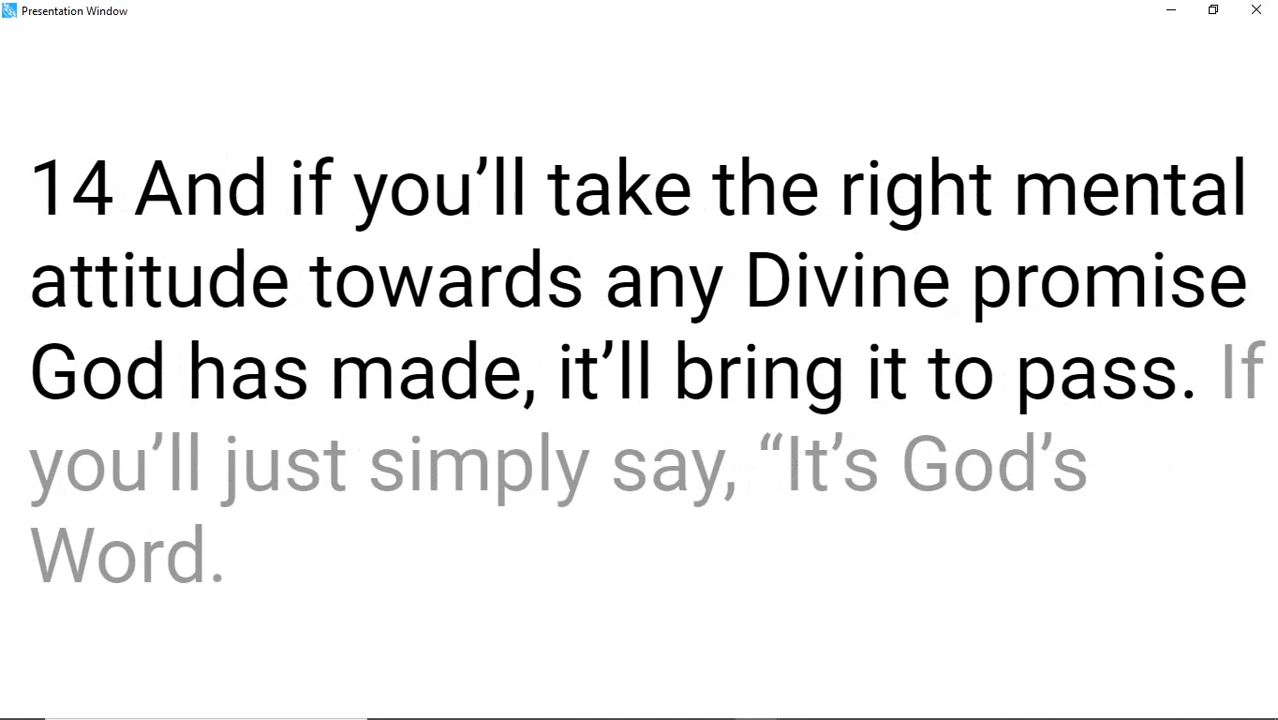 Presentation Window
14 And if you’ll take the right mental
attitude towards any Divine promise
God has made, it’ll bring it to pass. If
you’ll just simply say, “It’s God’s
Word.